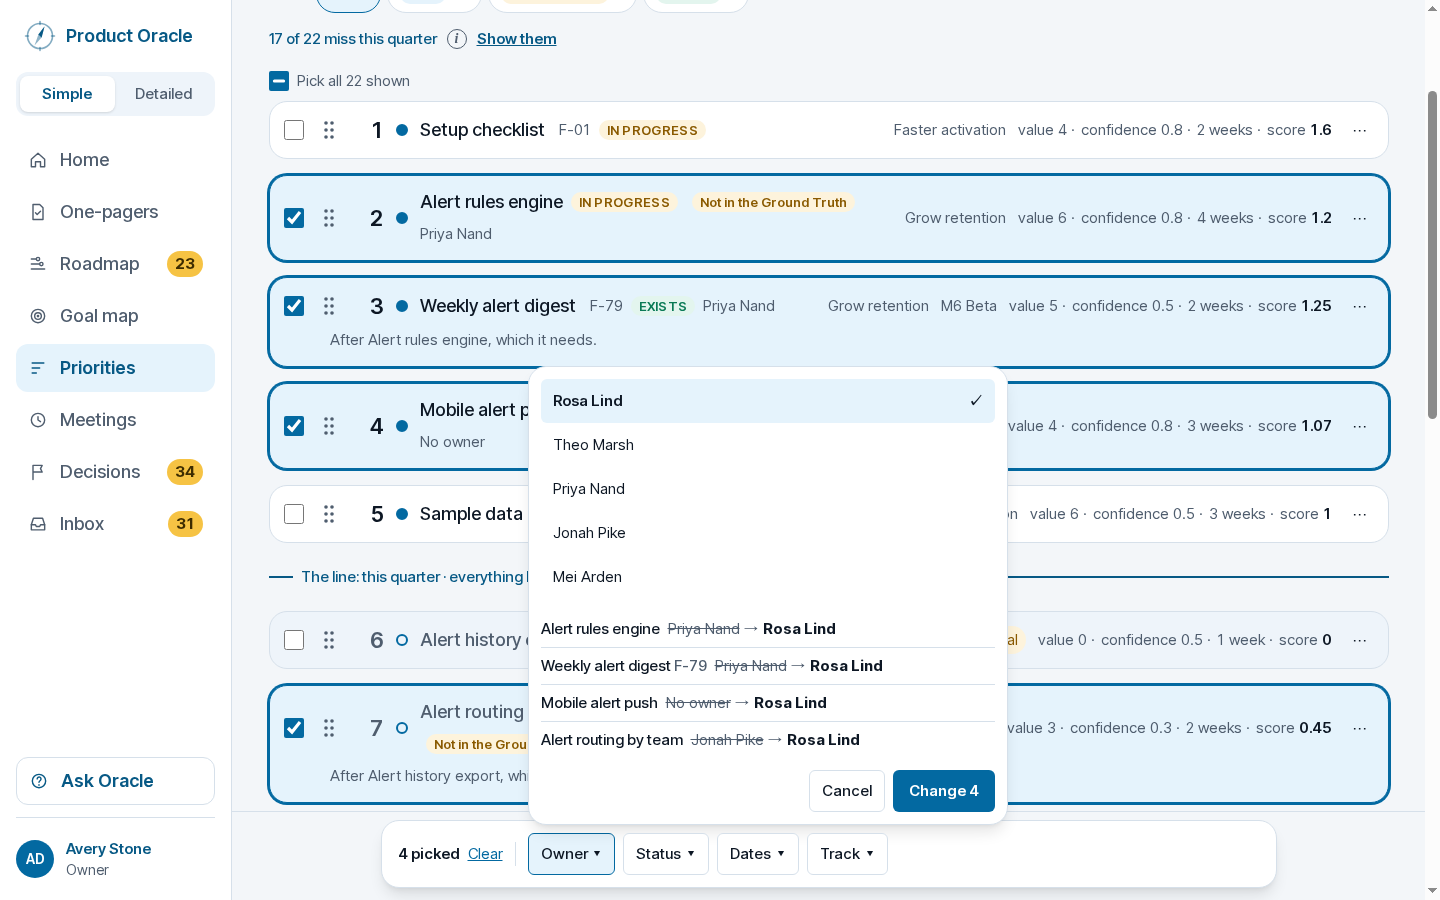 Product Oracle
Simple
Detailed
Home
One-pagers
Roadmap 23
Goal map
Priorities
Meetings
Decisions 34
Inbox 31
Ask Oracle
AD
Avery Stone
Owner
17 of 22 miss this quarter i Show them
Pick all 22 shown
1 Setup checklist F-01 IN PROGRESS Faster activation value 4 · confidence 0.8 · 2 weeks · score 1.6 ···
2 Alert rules engine IN PROGRESS Not in the Ground Truth Grow retention value 6 · confidence 0.8 · 4 weeks · score 1.2 ···
Priya Nand
3 Weekly alert digest F-79 EXISTS Priya Nand Grow retention M6 Beta value 5 · confidence 0.5 · 2 weeks · score 1.25 ···
After Alert rules engine, which it needs.
4 Mobile alert value 4 · confidence 0.8 · 3 weeks · score 1.07 ···
No owner
5 Sample data value 6 · confidence 0.5 · 3 weeks · score 1 ···
The line: this quarter · everything
6 Alert history value 0 · confidence 0.5 · 1 week · score 0 ···
7 Alert routing value 3 · confidence 0.3 · 2 weeks · score 0.45 ···
Not in the
After Alert history export,
Rosa Lind ✓
Theo Marsh
Priya Nand
Jonah Pike
Mei Arden
Alert rules engine Priya Nand → Rosa Lind
Weekly alert digest F-79 Priya Nand → Rosa Lind
Mobile alert push No owner → Rosa Lind
Alert routing by team Jonah Pike → Rosa Lind
Cancel
Change 4
4 picked Clear Owner ▾ Status ▾ Dates ▾ Track ▾